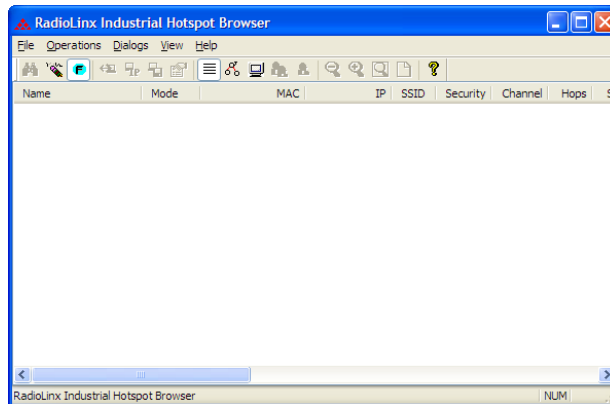 RadioLinx Industrial Hotspot Browser
File Operations Dialogs View Help
F IP ?
Name Mode MAC IP SSID Security Channel Hops S
RadioLinx Industrial Hotspot Browser NUM